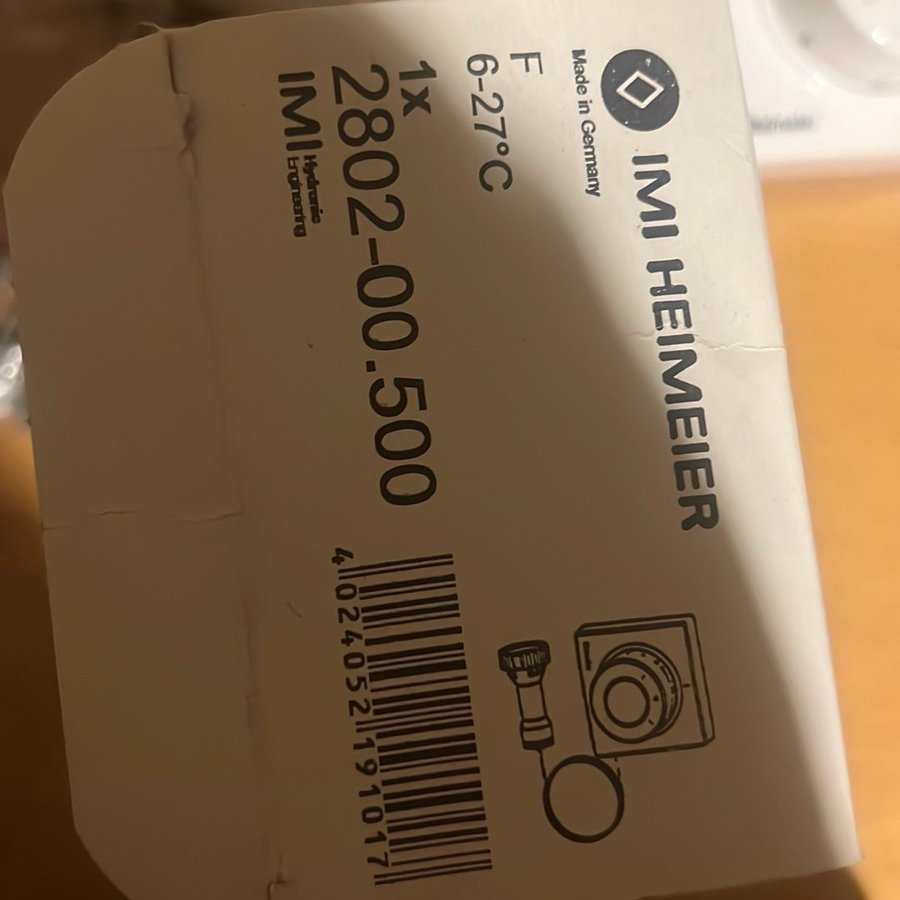 IMI HEIMEIER
Made in Germany
F
6-27°C
1x
2802-00.500
IMI Hydronic
Engineering
4 024052 191017